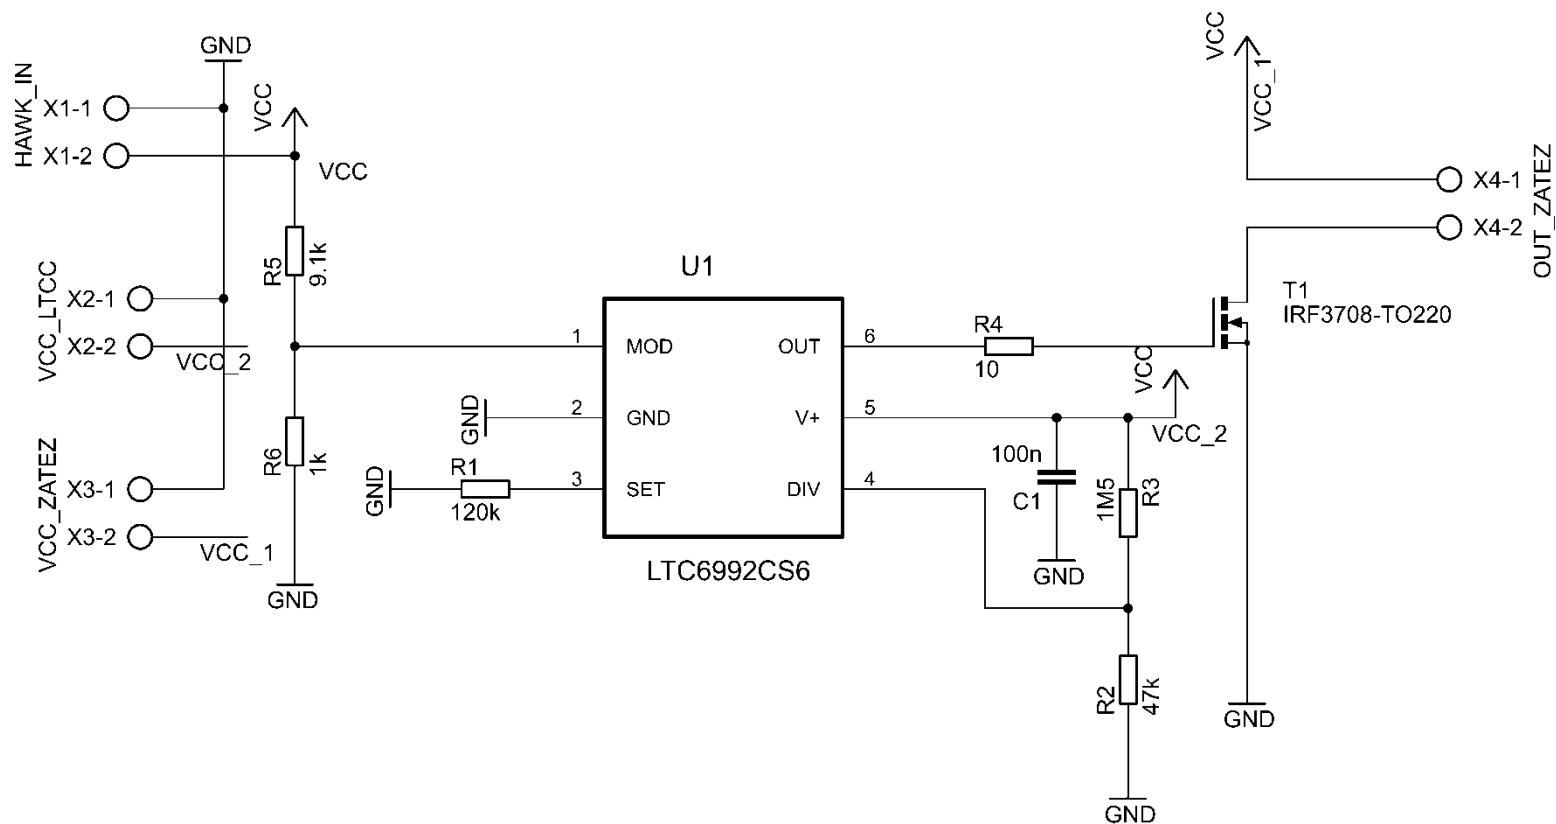 GND
HAWK_IN
X1-1
X1-2
VCC
VCC
VCC_LTCC
X2-1
X2-2
VCC_2
VCC_ZATEZ
X3-1
X3-2
VCC_1
R5
9.1k
R6
1k
GND
GND
GND
R1
120k
U1
1
MOD
2
GND
3
SET
OUT
6
V+
5
DIV
4
LTC6992CS6
R4
10
VCC
VCC_2
100n
C1
GND
1M5
R3
R2
47k
GND
VCC
VCC_1
X4-1
X4-2
OUT_ZATEZ
T1
IRF3708-TO220
GND